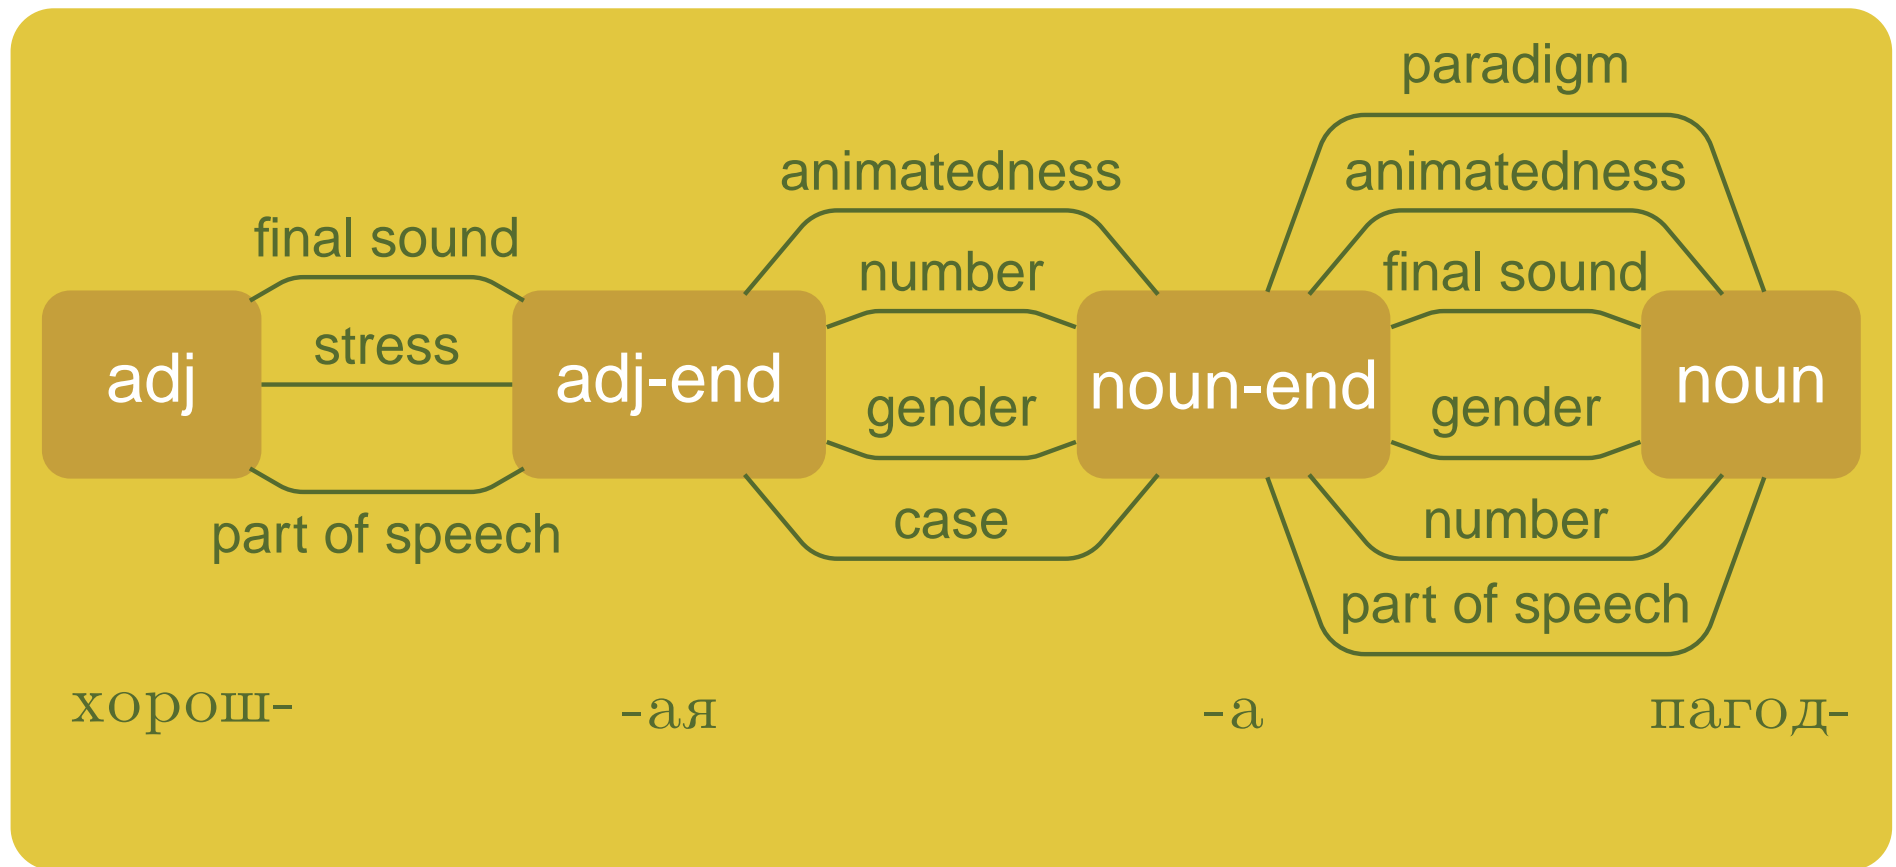 paradigm
animatedness
animatedness
final sound
number
final sound
stress
adj
adj-end
noun-end
noun
gender
gender
case
number
part of speech
part of speech
хорош-
-ая
-а
пагод-